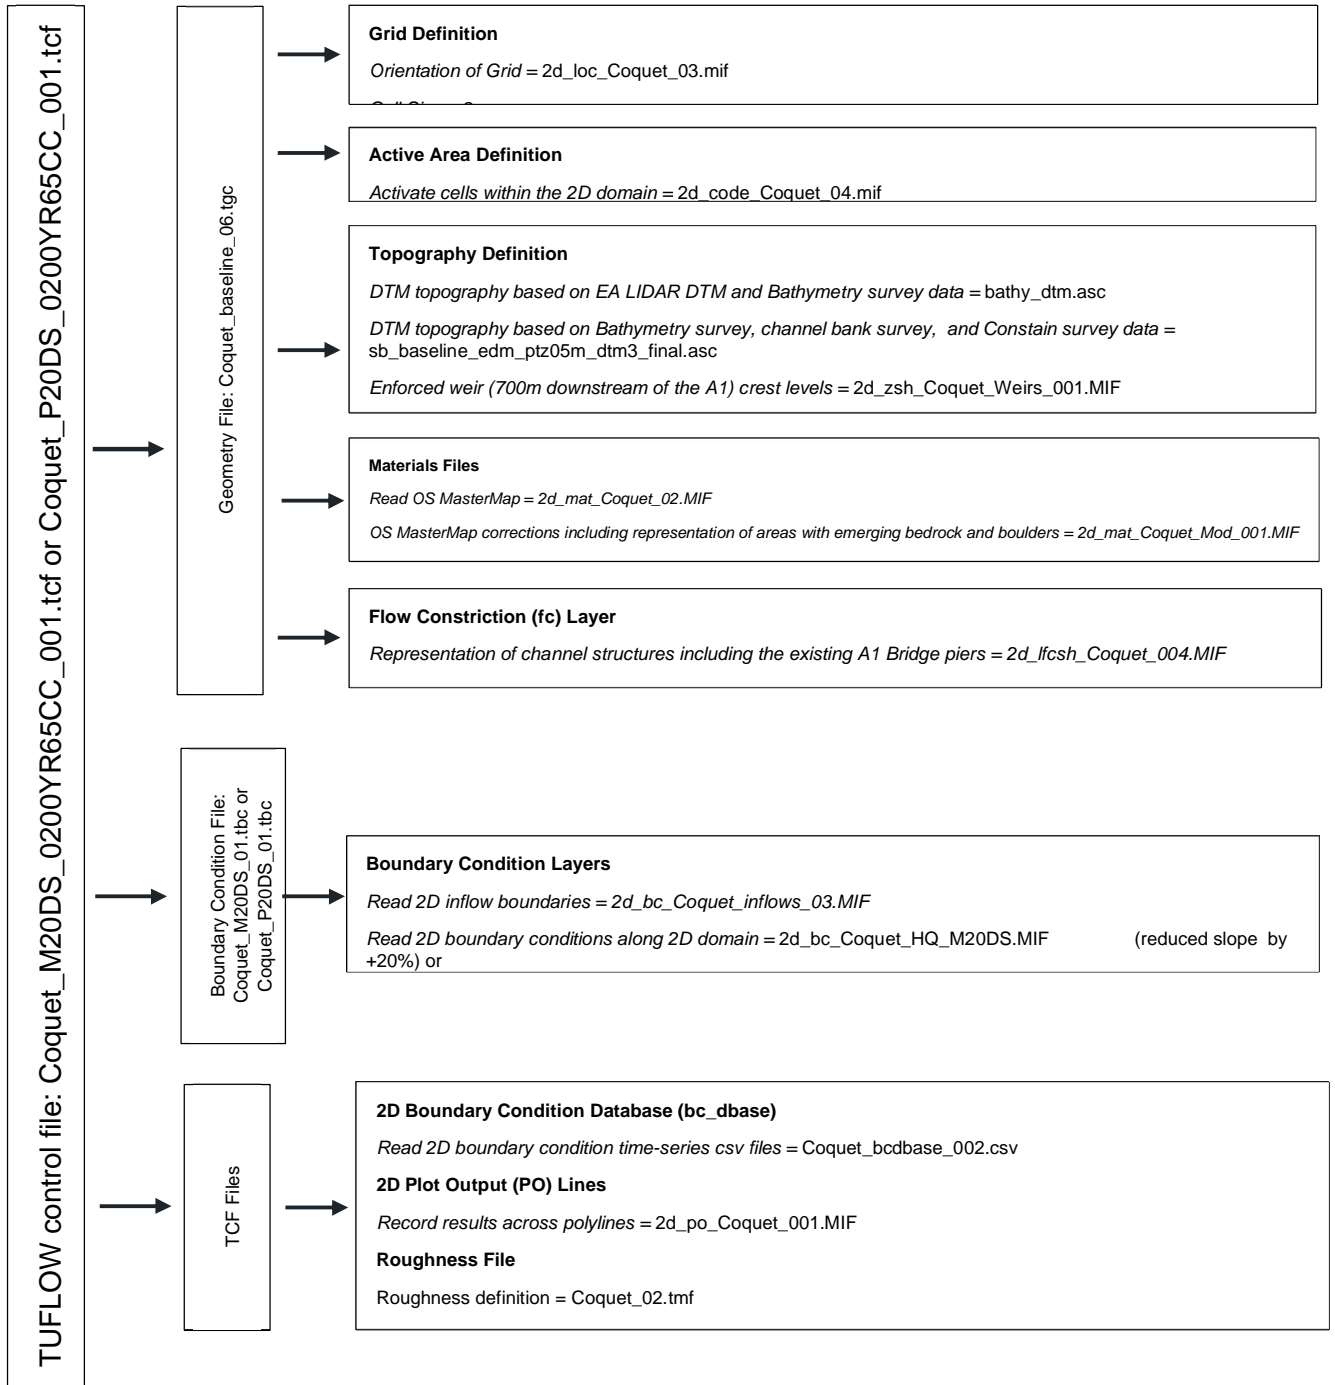 TUFLOW control file: Coquet_M20DS_0200YR65CC_001.tcf or Coquet_P20DS_0200YR65CC_001.tcf
Geometry File: Coquet_baseline_06.tgc
Grid Definition
Orientation of Grid = 2d_loc_Coquet_03.mif
Active Area Definition
Activate cells within the 2D domain = 2d_code_Coquet_04.mif
Topography Definition
DTM topography based on EA LIDAR DTM and Bathymetry survey data = bathy_dtm.asc
DTM topography based on Bathymetry survey, channel bank survey, and Constain survey data =
sb_baseline_edm_ptz05m_dtm3_final.asc
Enforced weir (700m downstream of the A1) crest levels = 2d_zsh_Coquet_Weirs_001.MIF
Materials Files
Read OS MasterMap = 2d_mat_Coquet_02.MIF
OS MasterMap corrections including representation of areas with emerging bedrock and boulders = 2d_mat_Coquet_Mod_001.MIF
Flow Constriction (fc) Layer
Representation of channel structures including the existing A1 Bridge piers = 2d_lfcsh_Coquet_004.MIF
Boundary Condition File:
Coquet_M20DS_01.tbc or
Coquet_P20DS_01.tbc
Boundary Condition Layers
Read 2D inflow boundaries = 2d_bc_Coquet_inflows_03.MIF
Read 2D boundary conditions along 2D domain = 2d_bc_Coquet_HQ_M20DS.MIF (reduced slope by
+20%) or
TCF Files
2D Boundary Condition Database (bc_dbase)
Read 2D boundary condition time-series csv files = Coquet_bcdbase_002.csv
2D Plot Output (PO) Lines
Record results across polylines = 2d_po_Coquet_001.MIF
Roughness File
Roughness definition = Coquet_02.tmf